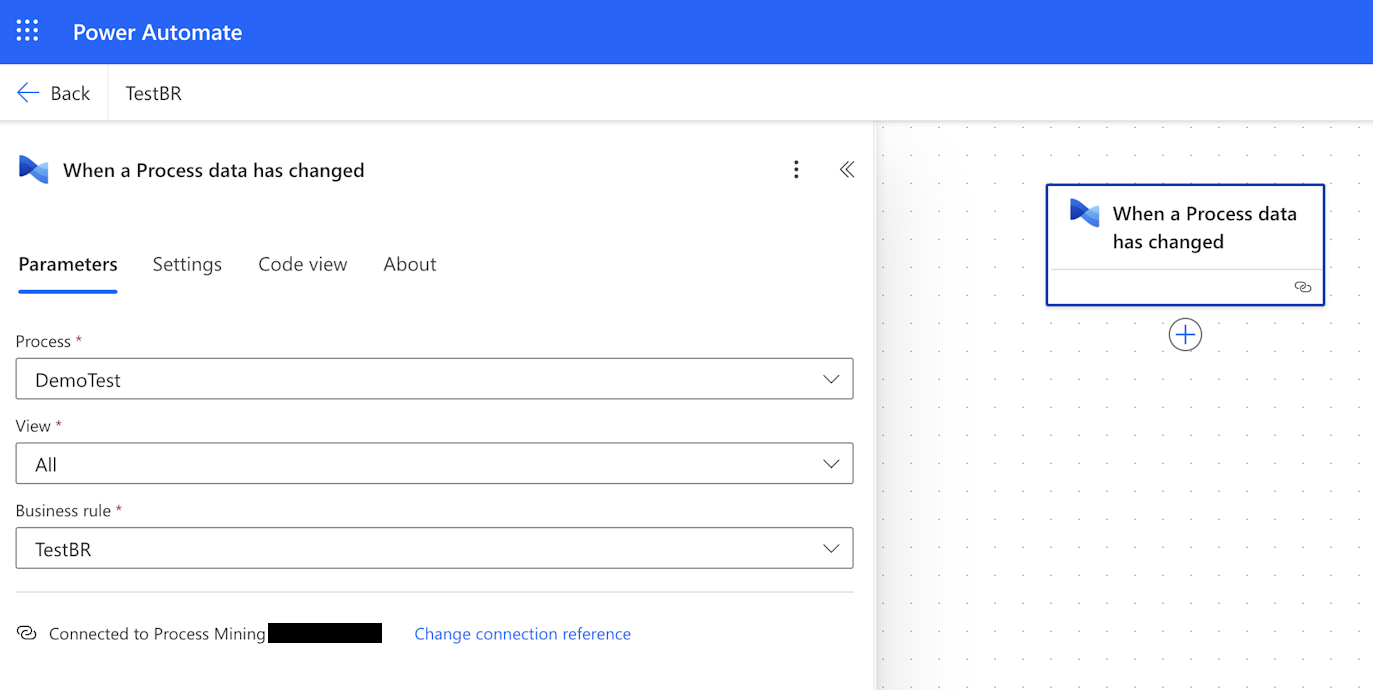 Power Automate
Back
TestBR
When a Process data has changed
Parameters Settings Code view About
Process *
DemoTest
View *
All
Business rule *
TestBR
Connected to Process Mining
Change connection reference
When a Process data
has changed